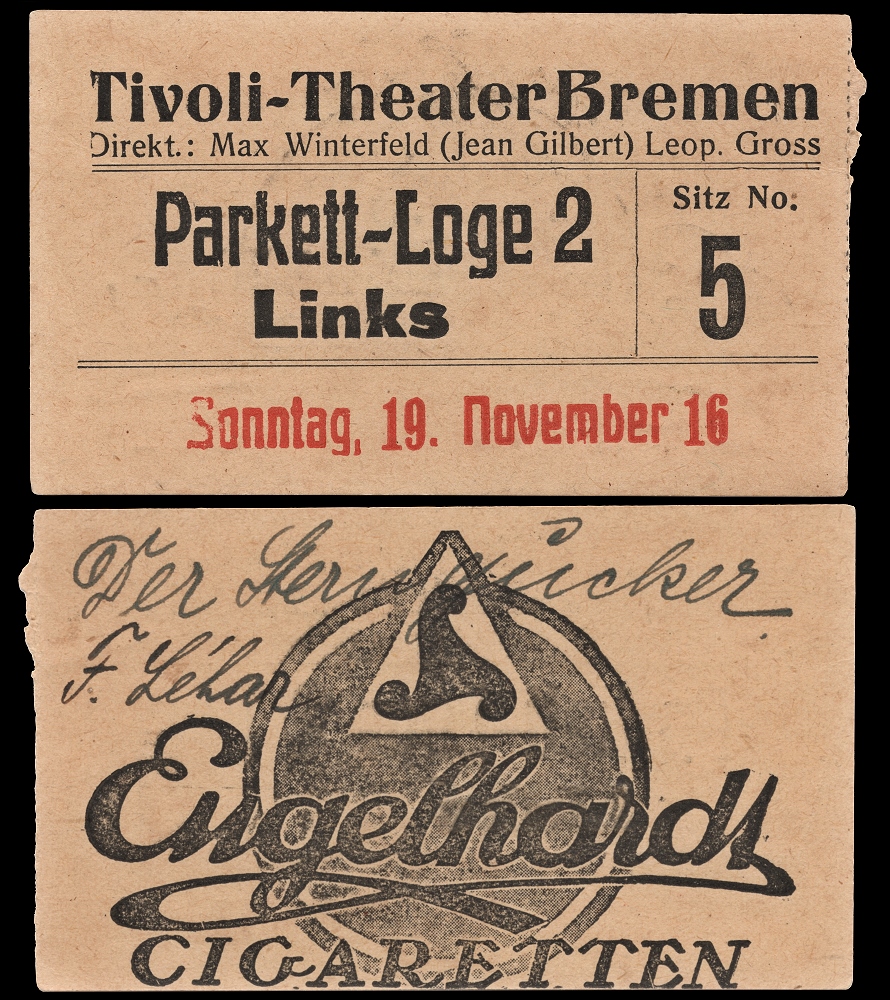 Tivoli-Theater Bremen
Direkt.: Max Winterfeld (Jean Gilbert) Leop. Gross
Parkett-Loge 2
Links
Sitz No:
5
Sonntag, 19. November 16
Der Sterngucker
F. Léhar
Engelhardt
CIGARETTEN